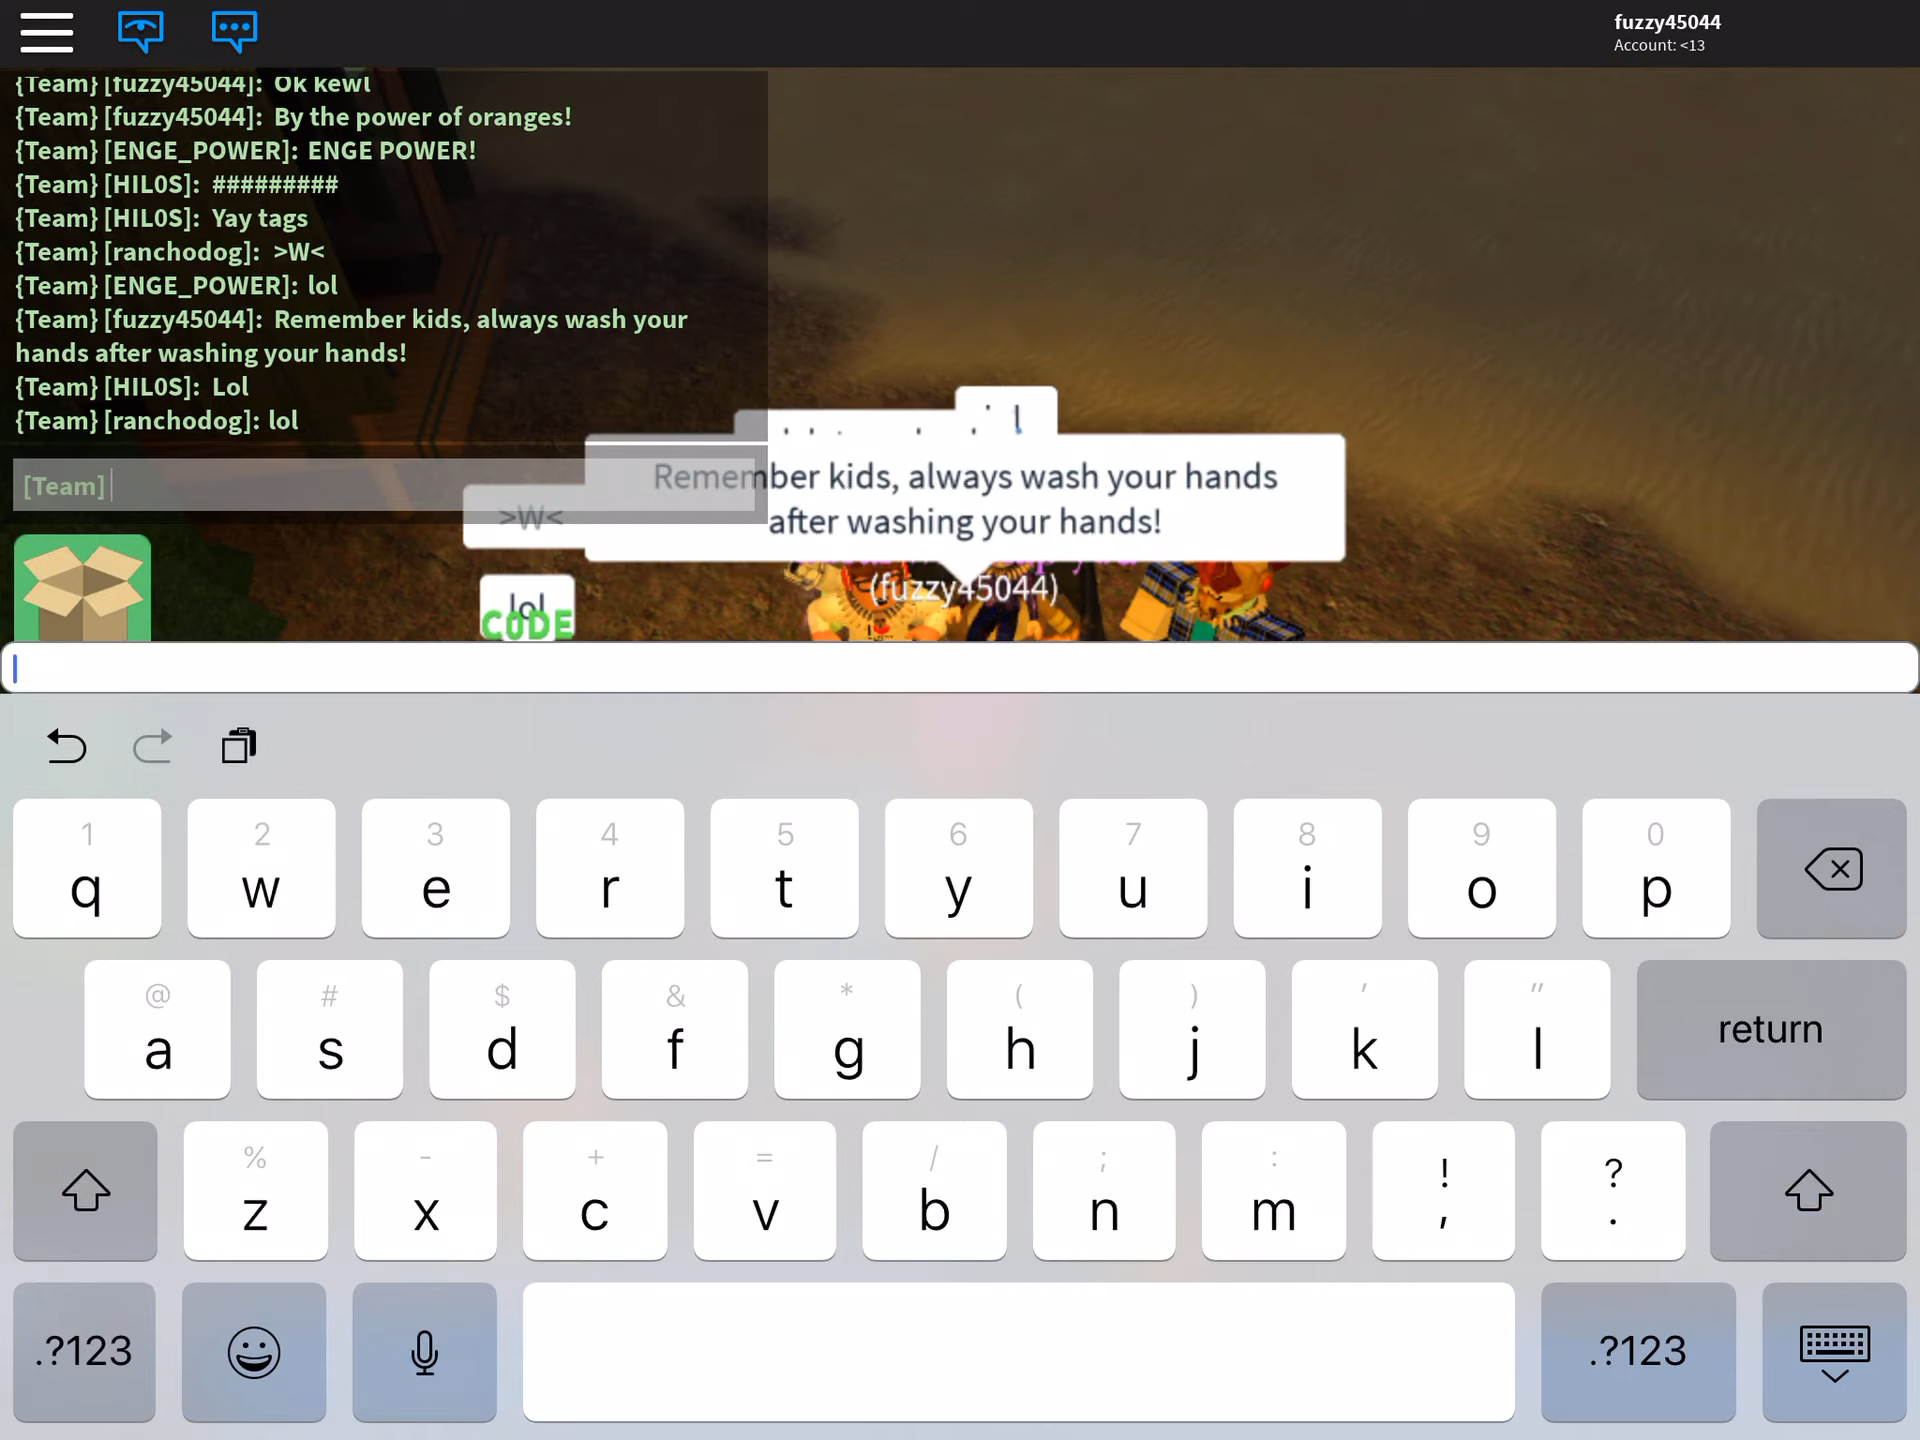 fuzzy45044
Account: <13
{Team} [fuzzy45044]: Ok kewl
{Team} [fuzzy45044]: By the power of oranges!
{Team} [ENGE_POWER]: ENGE POWER!
{Team} [HIL0S]: #########
{Team} [HIL0S]: Yay tags
{Team} [ranchodog]: >W<
{Team} [ENGE_POWER]: lol
{Team} [fuzzy45044]: Remember kids, always wash your
hands after washing your hands!
{Team} [HIL0S]: Lol
{Team} [ranchodog]: lol
[Team]
Remember kids, always wash your hands
after washing your hands!
>W<
(fuzzy45044)
lol
CODE
1 2 3 4 5 6 7 8 9 0
q w e r t y u i o p
@ # $ & * ( ) ' "
a s d f g h j k l return
% - + = / ; : ! ?
z x c v b n m , .
.?123 .?123